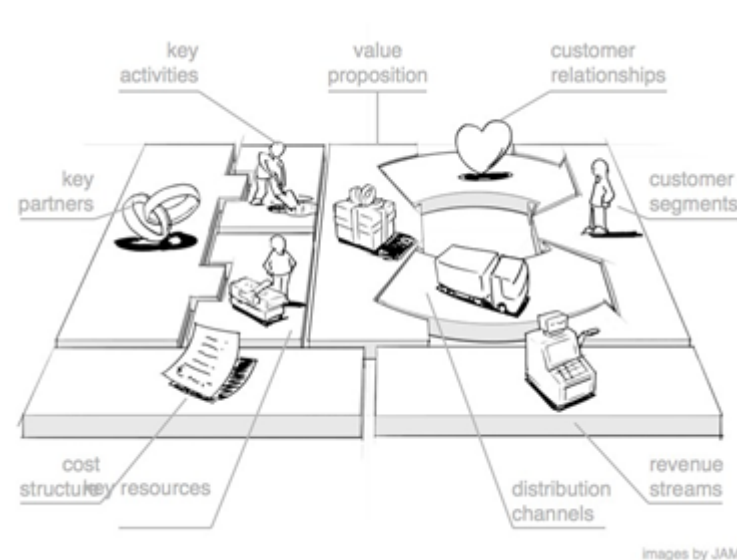 key
activities
value
proposition
customer
relationships
key
partners
customer
segments
cost
structure
key resources
distribution
channels
revenue
streams
images by JAM